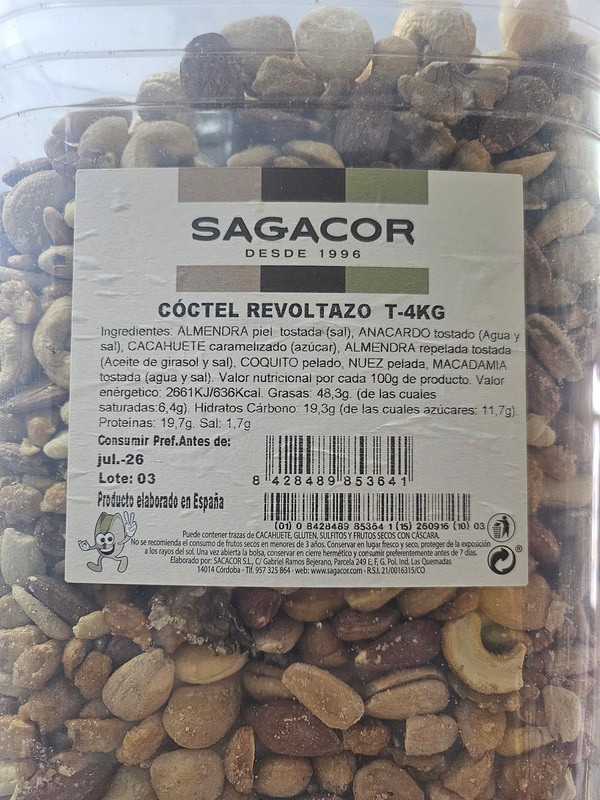 SAGACOR
DESDE 1996
CÓCTEL REVOLTAZO T-4KG
Ingredientes: ALMENDRA piel tostada (sal), ANACARDO tostado (Agua y
sal), CACAHUETE caramelizado (azúcar), ALMENDRA repelada tostada
(Aceite de girasol y sal), COQUITO pelado, NUEZ pelada, MACADAMIA
tostada (agua y sal). Valor nutricional por cada 100g de producto. Valor
enérgetico: 2661KJ/636Kcal. Grasas: 48,3g. (de las cuales
saturadas:6,4g). Hidratos Cárbono: 19,3g (de las cuales azúcares: 11,7g).
Proteinas: 19,7g. Sal: 1,7g
Consumir Pref.Antes de:
jul.-26
Lote: 03
Producto elaborado en España
8 428489 853641
(01) 0 8428489 85364 1 (15) 260916 (10) 03
Puede contener trazas de CACAHUETE, GLUTEN, SULFITOS Y FRUTOS SECOS CON CÁSCARA.
No se recomienda el consumo de frutos secos en menores de 3 años. Conservar en lugar fresco y seco, proteger de la exposición
a los rayos del sol. Una vez abierta la bolsa, conservar en cierre hermético y consumir preferentemente antes de 7 días.
Elaborado por: SACACOR S.L., C/ Gabriel Ramos Bejerano, Parcela 249 E, F, G. Pol. Ind. Las Quemadas
14014 Córdoba - Tlf. 957 325 864 - web: www.sagacor.com - R.S.I. 21/0016315/CO